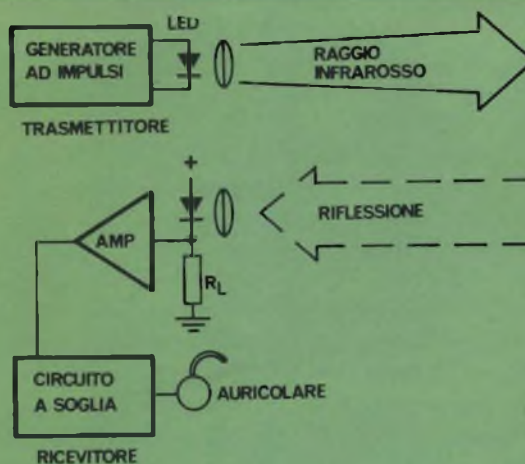 LED
GENERATORE
AD IMPULSI
RAGGIO
INFRAROSSO
TRASMETTITORE
+
RIFLESSIONE
AMP
RL
CIRCUITO
A SOGLIA
AURICOLARE
RICEVITORE